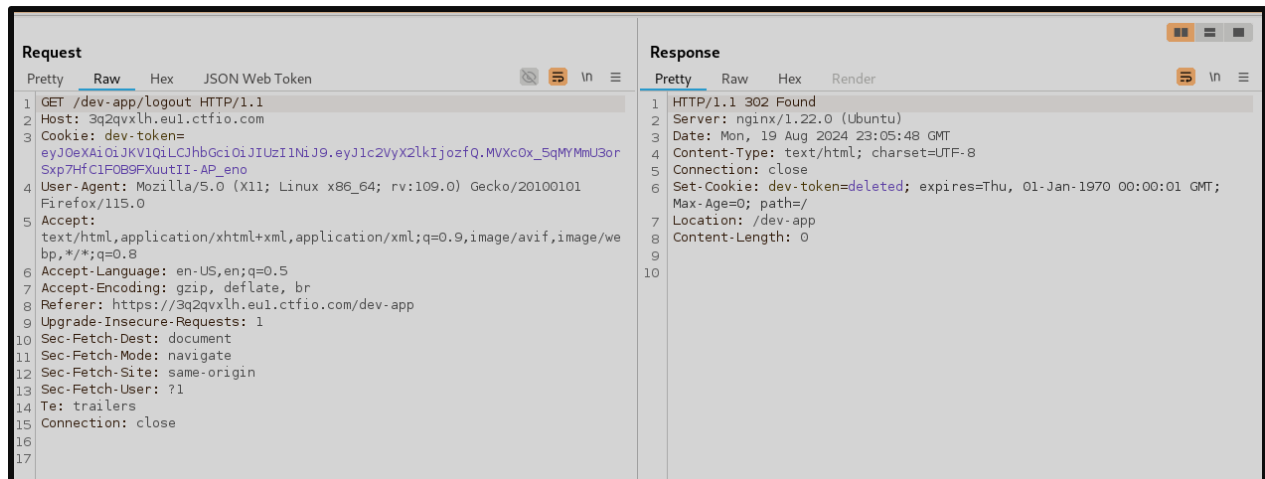 Request
Pretty Raw Hex JSON Web Token \n
1 GET /dev-app/logout HTTP/1.1
2 Host: 3q2qvxlh.eu1.ctfio.com
3 Cookie: dev-token=
eyJ0eXAiOiJKV1QiLCJhbGciOiJIUzI1NiJ9.eyJ1c2VyX2lkIjozfQ.MVXc0x_5qMYMmU3or
Sxp7HfC1FOB9FXuutII-AP_eno
4 User-Agent: Mozilla/5.0 (X11; Linux x86_64; rv:109.0) Gecko/20100101
Firefox/115.0
5 Accept:
text/html,application/xhtml+xml,application/xml;q=0.9,image/avif,image/we
bp,*/*;q=0.8
6 Accept-Language: en-US,en;q=0.5
7 Accept-Encoding: gzip, deflate, br
8 Referer: https://3q2qvxlh.eu1.ctfio.com/dev-app
9 Upgrade-Insecure-Requests: 1
10 Sec-Fetch-Dest: document
11 Sec-Fetch-Mode: navigate
12 Sec-Fetch-Site: same-origin
13 Sec-Fetch-User: ?1
14 Te: trailers
15 Connection: close
16
17
Response
Pretty Raw Hex Render \n
1 HTTP/1.1 302 Found
2 Server: nginx/1.22.0 (Ubuntu)
3 Date: Mon, 19 Aug 2024 23:05:48 GMT
4 Content-Type: text/html; charset=UTF-8
5 Connection: close
6 Set-Cookie: dev-token=deleted; expires=Thu, 01-Jan-1970 00:00:01 GMT;
Max-Age=0; path=/
7 Location: /dev-app
8 Content-Length: 0
9
10